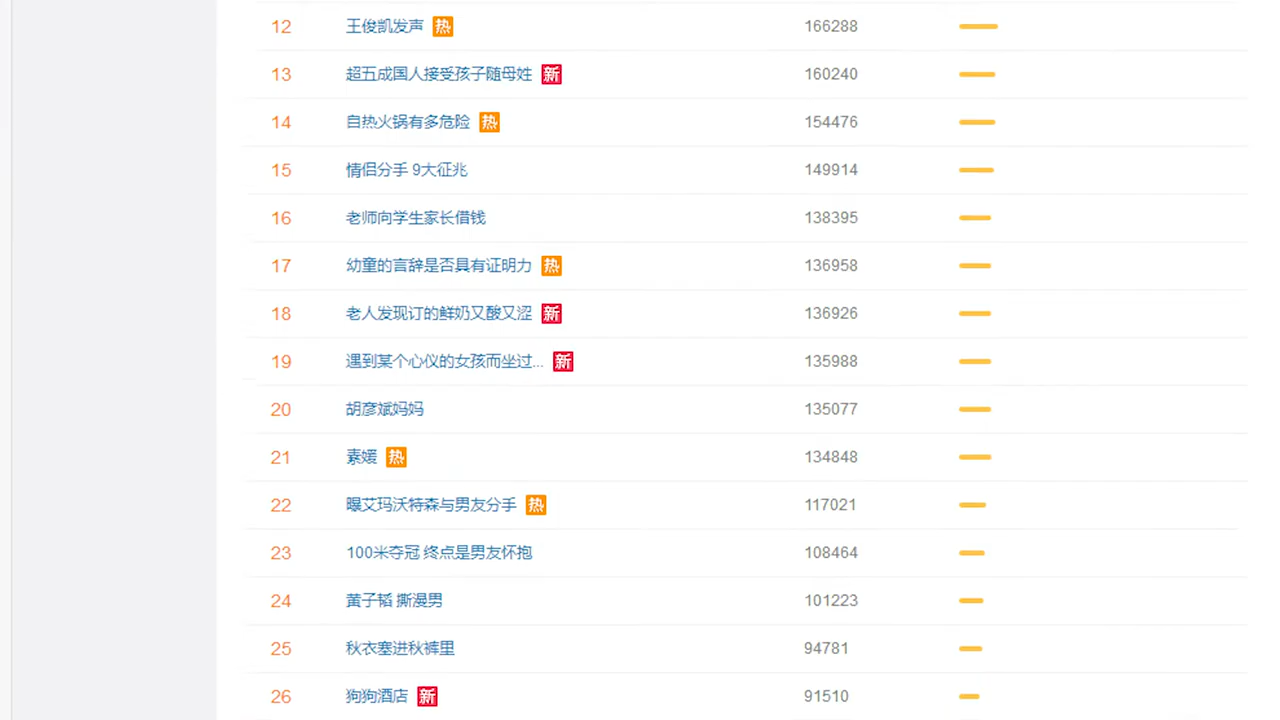 12 王俊凯发声 热 166288
13 超五成国人接受孩子随母姓 新 160240
14 自热火锅有多危险 热 154476
15 情侣分手 9大征兆 149914
16 老师向学生家长借钱 138395
17 幼童的言辞是否具有证明力 热 136958
18 老人发现订的鲜奶又酸又涩 新 136926
19 遇到某个心仪的女孩而坐过... 新 135988
20 胡彦斌妈妈 135077
21 素媛 热 134848
22 曝艾玛沃特森与男友分手 热 117021
23 100米夺冠 终点是男友怀抱 108464
24 黄子韬 撕漫男 101223
25 秋衣塞进秋裤里 94781
26 狗狗酒店 新 91510